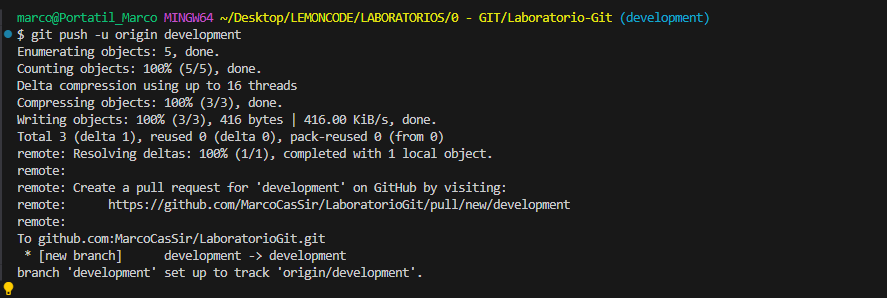 marco@Portatil_Marco MINGW64 ~/Desktop/LEMONCODE/LABORATORIOS/0 - GIT/Laboratorio-Git (development)
$ git push -u origin development
Enumerating objects: 5, done.
Counting objects: 100% (5/5), done.
Delta compression using up to 16 threads
Compressing objects: 100% (3/3), done.
Writing objects: 100% (3/3), 416 bytes | 416.00 KiB/s, done.
Total 3 (delta 1), reused 0 (delta 0), pack-reused 0 (from 0)
remote: Resolving deltas: 100% (1/1), completed with 1 local object.
remote:
remote: Create a pull request for 'development' on GitHub by visiting:
remote:      https://github.com/MarcoCasSir/LaboratorioGit/pull/new/development
remote:
To github.com:MarcoCasSir/LaboratorioGit.git
 * [new branch]      development -> development
branch 'development' set up to track 'origin/development'.